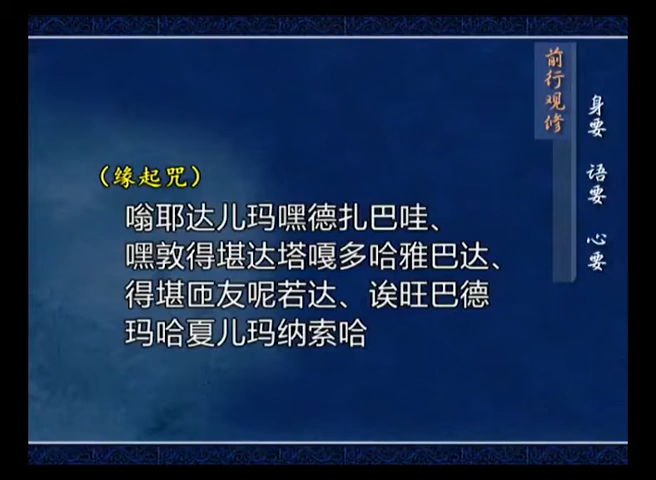 前行观修
身要 语要 心要
（缘起咒）
嗡耶达儿玛嘿德扎巴哇、
嘿敦得堪达塔嘎多哈雅巴达、
得堪匝友呢若达、诶旺巴德
玛哈夏儿玛纳索哈